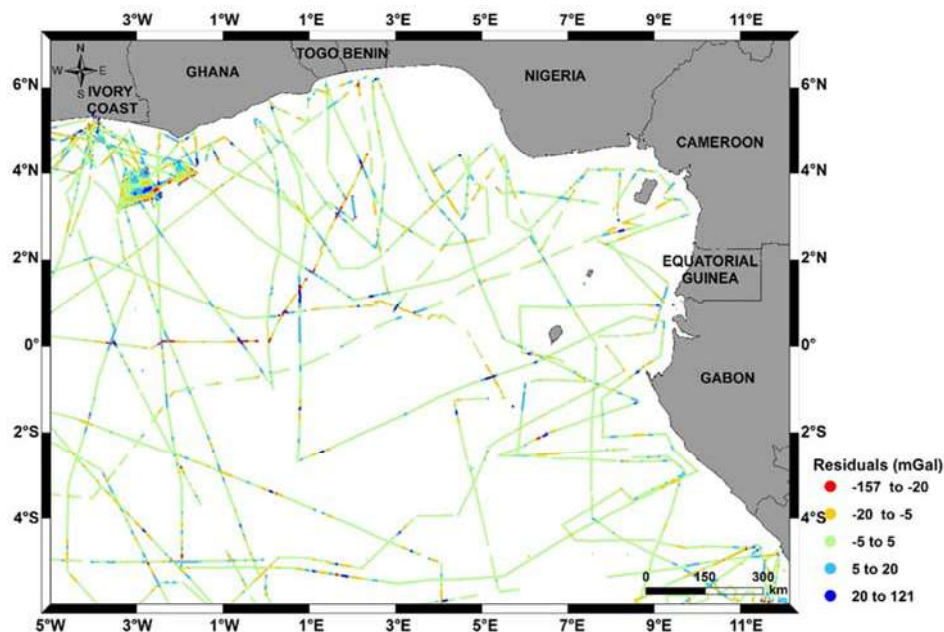 3°W 1°W 1°E 3°E 5°E 7°E 9°E 11°E
N
W E
S
TOGO BENIN
GHANA
NIGERIA
6°N 6°N
IVORY
COAST
CAMEROON
4°N 4°N
2°N 2°N
EQUATORIAL
GUINEA
0° 0°
GABON
2°S 2°S
4°S 4°S
0 150 300
km
5°W 3°W 1°W 1°E 3°E 5°E 7°E 9°E 11°E
Residuals (mGal)
-157 to -20
-20 to -5
-5 to 5
5 to 20
20 to 121